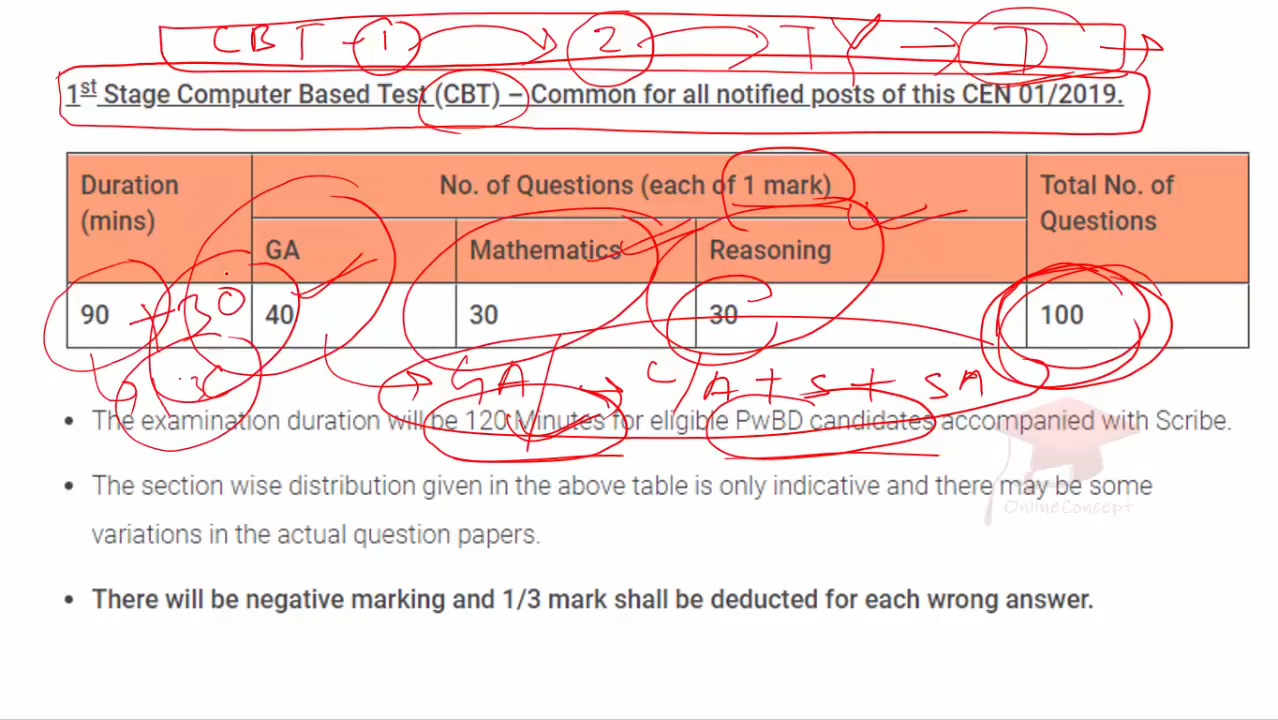 CBT - 1 2 TY D
1st Stage Computer Based Test (CBT) – Common for all notified posts of this CEN 01/2019.
Duration (mins)
No. of Questions (each of 1 mark)
Total No. of Questions
GA Mathematics Reasoning
90 + 30 40 30 30 100
GA C/A + S + SA
• The examination duration will be 120 Minutes for eligible PwBD candidates accompanied with Scribe.
• The section wise distribution given in the above table is only indicative and there may be some
variations in the actual question papers.
OnlineConcept
• There will be negative marking and 1/3 mark shall be deducted for each wrong answer.